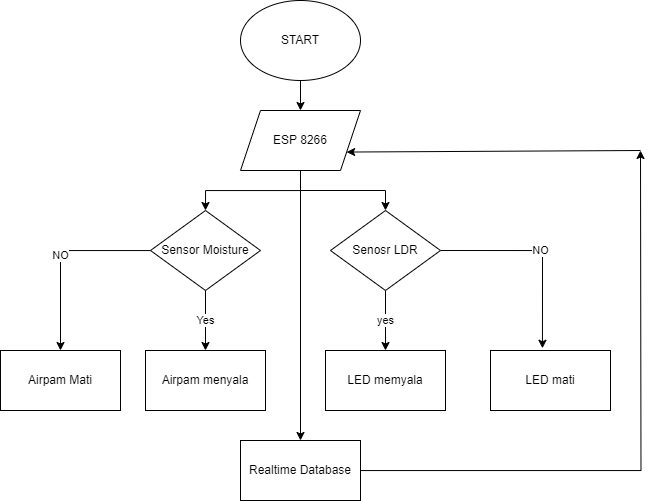 START
ESP 8266
Sensor Moisture
Senosr LDR
NO
NO
Yes
yes
Airpam Mati
Airpam menyala
LED memyala
LED mati
Realtime Database